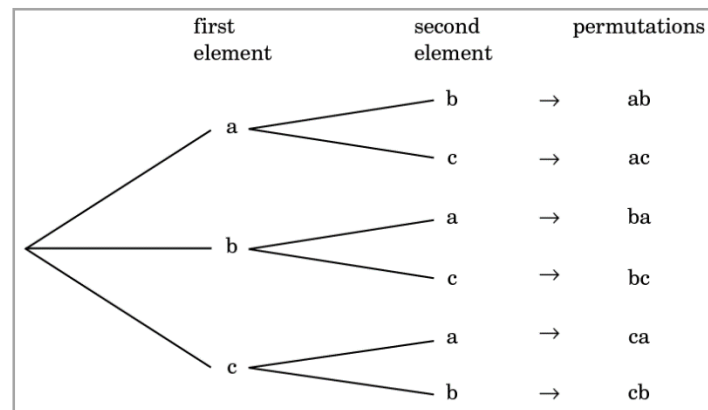 first second permutations
element element
b → ab
a
c → ac
a → ba
b
c → bc
a → ca
c
b → cb